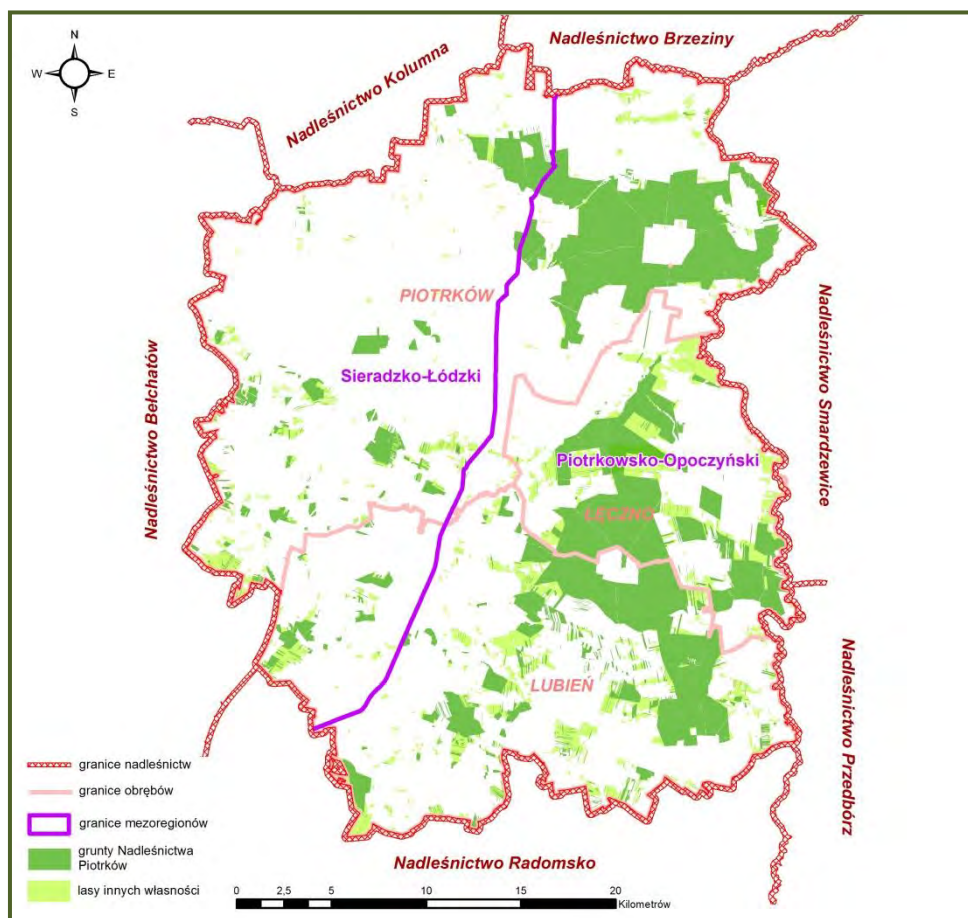 N
W E
S
Nadleśnictwo Kolumna
Nadleśnictwo Brzeziny
Nadleśnictwo Bełchatów
Nadleśnictwo Smardzewice
Nadleśnictwo Przedbórz
Nadleśnictwo Radomsko
PIOTRKÓW
Sieradzko-Łódzki
Piotrkowsko-Opoczyński
ŁĘCZNO
LUBIEŃ
granice nadleśnictw
granice obrębów
granice mezoregionów
grunty Nadleśnictwa
Piotrków
lasy innych własności
0 2,5 5 10 15 20
Kilometrów